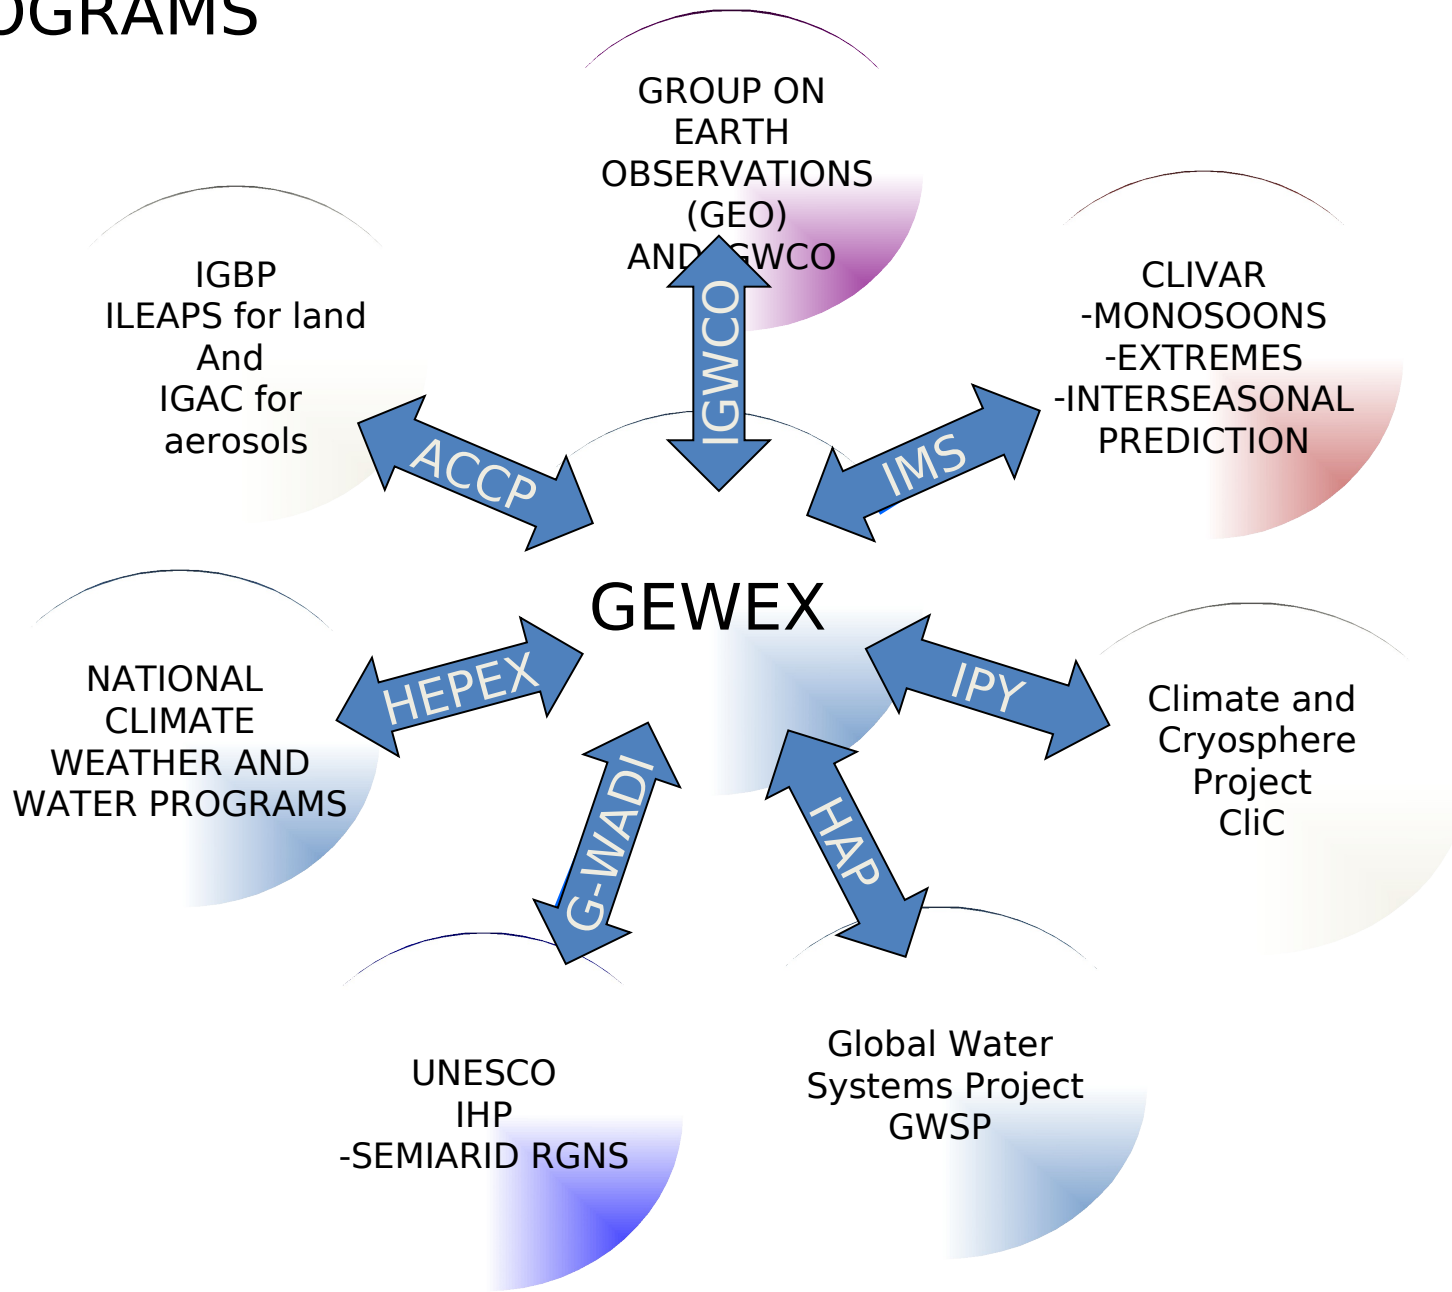 OGRAMS
GROUP ON
EARTH
OBSERVATIONS
(GEO)
AND IGWCO
IGWCO
IGBP
ILEAPS for land
And
IGAC for
aerosols
ACCP
CLIVAR
-MONOSOONS
-EXTREMES
-INTERSEASONAL
PREDICTION
IMS
GEWEX
NATIONAL
CLIMATE
WEATHER AND
WATER PROGRAMS
HEPEX
IPY
Climate and
Cryosphere
Project
CliC
G-WADI
HAP
UNESCO
IHP
-SEMIARID RGNS
Global Water
Systems Project
GWSP